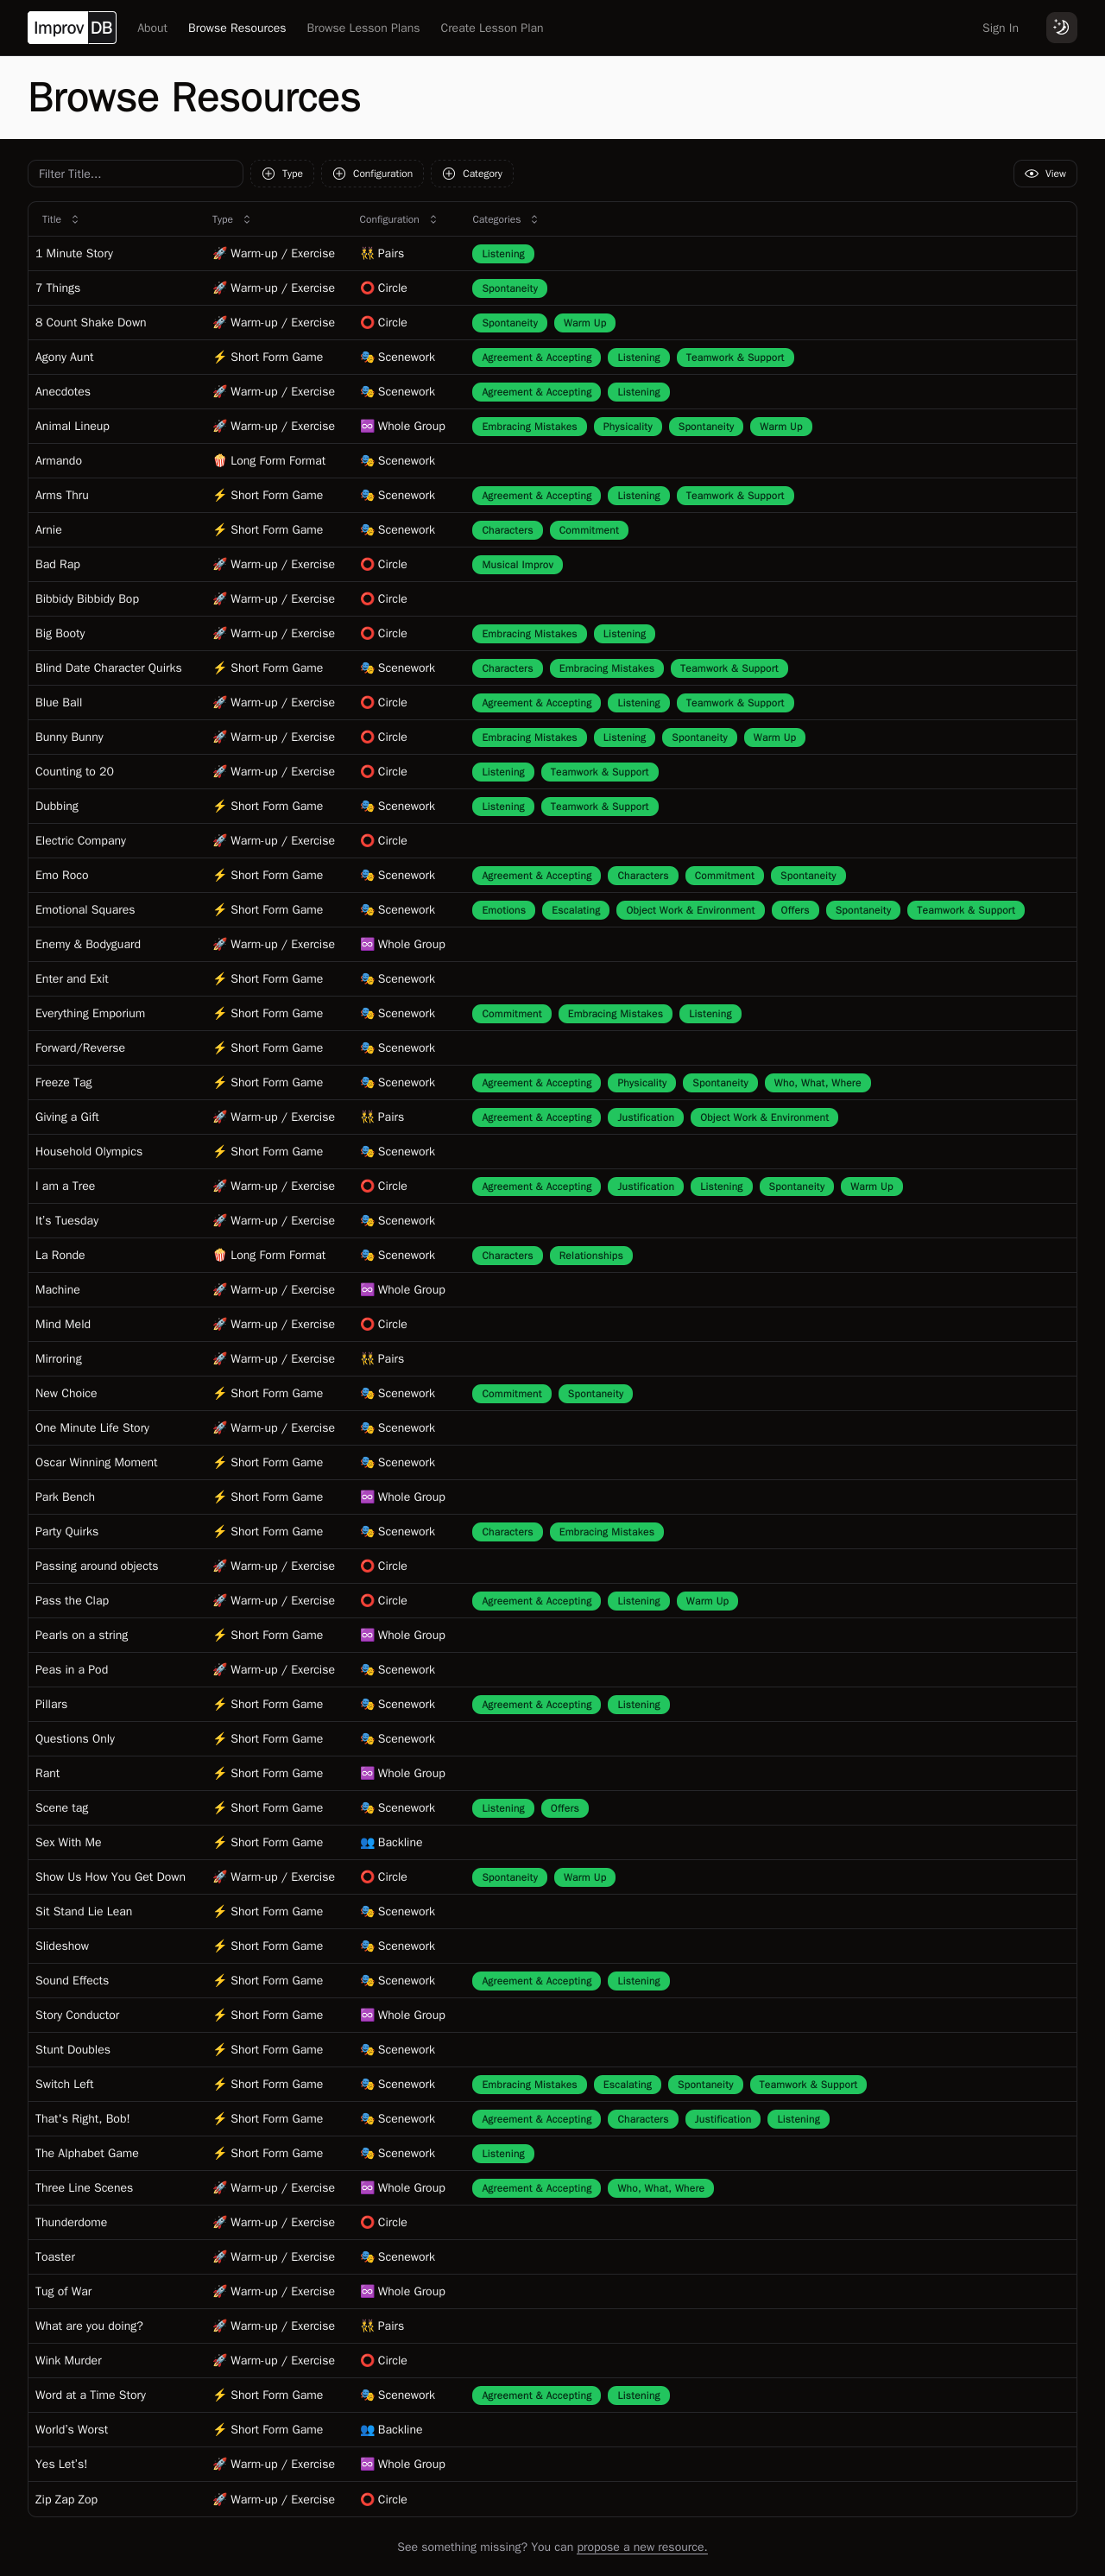 Improv DB About Browse Resources Browse Lesson Plans Create Lesson Plan Sign In
Browse Resources
Filter Title... Type Configuration Category View
Title Type Configuration Categories
1 Minute Story Warm-up / Exercise Pairs Listening
7 Things Warm-up / Exercise Circle Spontaneity
8 Count Shake Down Warm-up / Exercise Circle Spontaneity Warm Up
Agony Aunt Short Form Game Scenework Agreement & Accepting Listening Teamwork & Support
Anecdotes Warm-up / Exercise Scenework Agreement & Accepting Listening
Animal Lineup Warm-up / Exercise Whole Group Embracing Mistakes Physicality Spontaneity Warm Up
Armando Long Form Format Scenework
Arms Thru Short Form Game Scenework Agreement & Accepting Listening Teamwork & Support
Arnie Short Form Game Scenework Characters Commitment
Bad Rap Warm-up / Exercise Circle Musical Improv
Bibbidy Bibbidy Bop Warm-up / Exercise Circle
Big Booty Warm-up / Exercise Circle Embracing Mistakes Listening
Blind Date Character Quirks Short Form Game Scenework Characters Embracing Mistakes Teamwork & Support
Blue Ball Warm-up / Exercise Circle Agreement & Accepting Listening Teamwork & Support
Bunny Bunny Warm-up / Exercise Circle Embracing Mistakes Listening Spontaneity Warm Up
Counting to 20 Warm-up / Exercise Circle Listening Teamwork & Support
Dubbing Short Form Game Scenework Listening Teamwork & Support
Electric Company Warm-up / Exercise Circle
Emo Roco Short Form Game Scenework Agreement & Accepting Characters Commitment Spontaneity
Emotional Squares Short Form Game Scenework Emotions Escalating Object Work & Environment Offers Spontaneity Teamwork & Support
Enemy & Bodyguard Warm-up / Exercise Whole Group
Enter and Exit Short Form Game Scenework
Everything Emporium Short Form Game Scenework Commitment Embracing Mistakes Listening
Forward/Reverse Short Form Game Scenework
Freeze Tag Short Form Game Scenework Agreement & Accepting Physicality Spontaneity Who, What, Where
Giving a Gift Warm-up / Exercise Pairs Agreement & Accepting Justification Object Work & Environment
Household Olympics Short Form Game Scenework
I am a Tree Warm-up / Exercise Circle Agreement & Accepting Justification Listening Spontaneity Warm Up
It's Tuesday Warm-up / Exercise Scenework
La Ronde Long Form Format Scenework Characters Relationships
Machine Warm-up / Exercise Whole Group
Mind Meld Warm-up / Exercise Circle
Mirroring Warm-up / Exercise Pairs
New Choice Short Form Game Scenework Commitment Spontaneity
One Minute Life Story Warm-up / Exercise Scenework
Oscar Winning Moment Short Form Game Scenework
Park Bench Short Form Game Whole Group
Party Quirks Short Form Game Scenework Characters Embracing Mistakes
Passing around objects Warm-up / Exercise Circle
Pass the Clap Warm-up / Exercise Circle Agreement & Accepting Listening Warm Up
Pearls on a string Short Form Game Whole Group
Peas in a Pod Warm-up / Exercise Scenework
Pillars Short Form Game Scenework Agreement & Accepting Listening
Questions Only Short Form Game Scenework
Rant Short Form Game Whole Group
Scene tag Short Form Game Scenework Listening Offers
Sex With Me Short Form Game Backline
Show Us How You Get Down Warm-up / Exercise Circle Spontaneity Warm Up
Sit Stand Lie Lean Short Form Game Scenework
Slideshow Short Form Game Scenework
Sound Effects Short Form Game Scenework Agreement & Accepting Listening
Story Conductor Short Form Game Whole Group
Stunt Doubles Short Form Game Scenework
Switch Left Short Form Game Scenework Embracing Mistakes Escalating Spontaneity Teamwork & Support
That's Right, Bob! Short Form Game Scenework Agreement & Accepting Characters Justification Listening
The Alphabet Game Short Form Game Scenework Listening
Three Line Scenes Warm-up / Exercise Whole Group Agreement & Accepting Who, What, Where
Thunderdome Warm-up / Exercise Circle
Toaster Warm-up / Exercise Scenework
Tug of War Warm-up / Exercise Whole Group
What are you doing? Warm-up / Exercise Pairs
Wink Murder Warm-up / Exercise Circle
Word at a Time Story Short Form Game Scenework Agreement & Accepting Listening
World's Worst Short Form Game Backline
Yes Let's! Warm-up / Exercise Whole Group
Zip Zap Zop Warm-up / Exercise Circle
See something missing? You can propose a new resource.